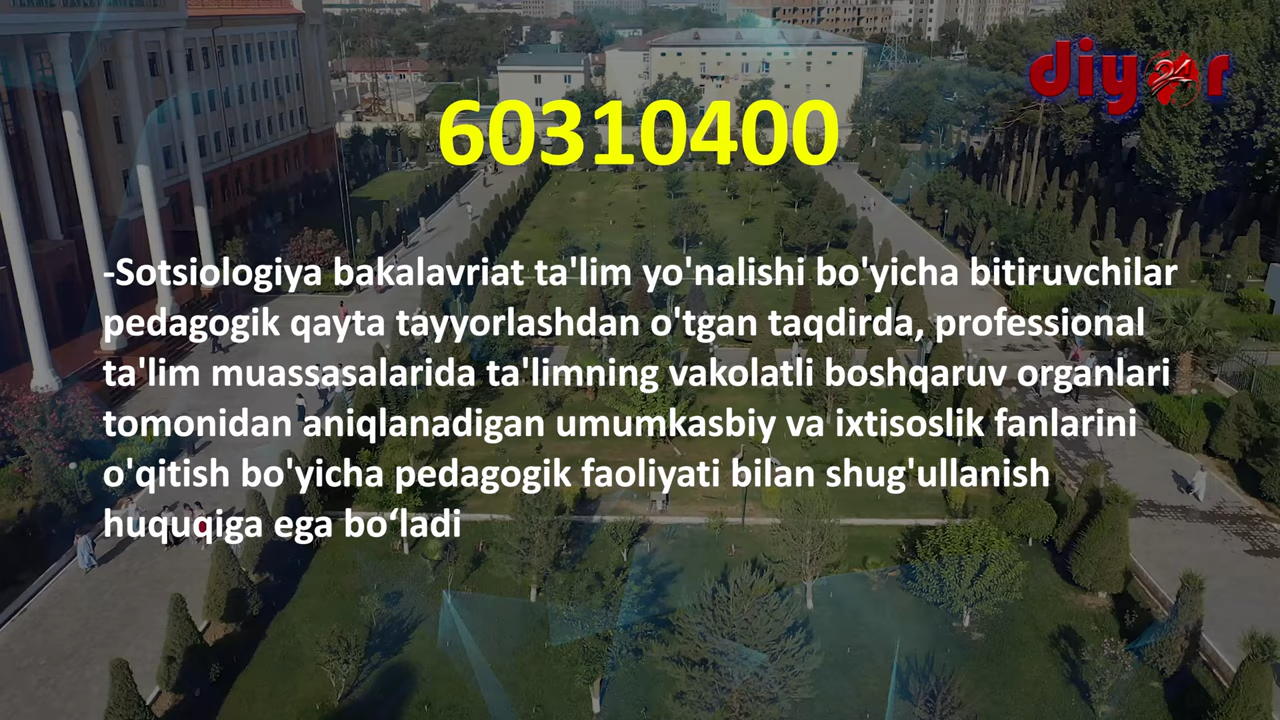 diyor
24
60310400
-Sotsiologiya bakalavriat ta'lim yo'nalishi bo'yicha bitiruvchilar
pedagogik qayta tayyorlashdan o'tgan taqdirda, professional
ta'lim muassasalarida ta'limning vakolatli boshqaruv organlari
tomonidan aniqlanadigan umumkasbiy va ixtisoslik fanlarini
o'qitish bo'yicha pedagogik faoliyati bilan shug'ullanish
huquqiga ega bo‘ladi